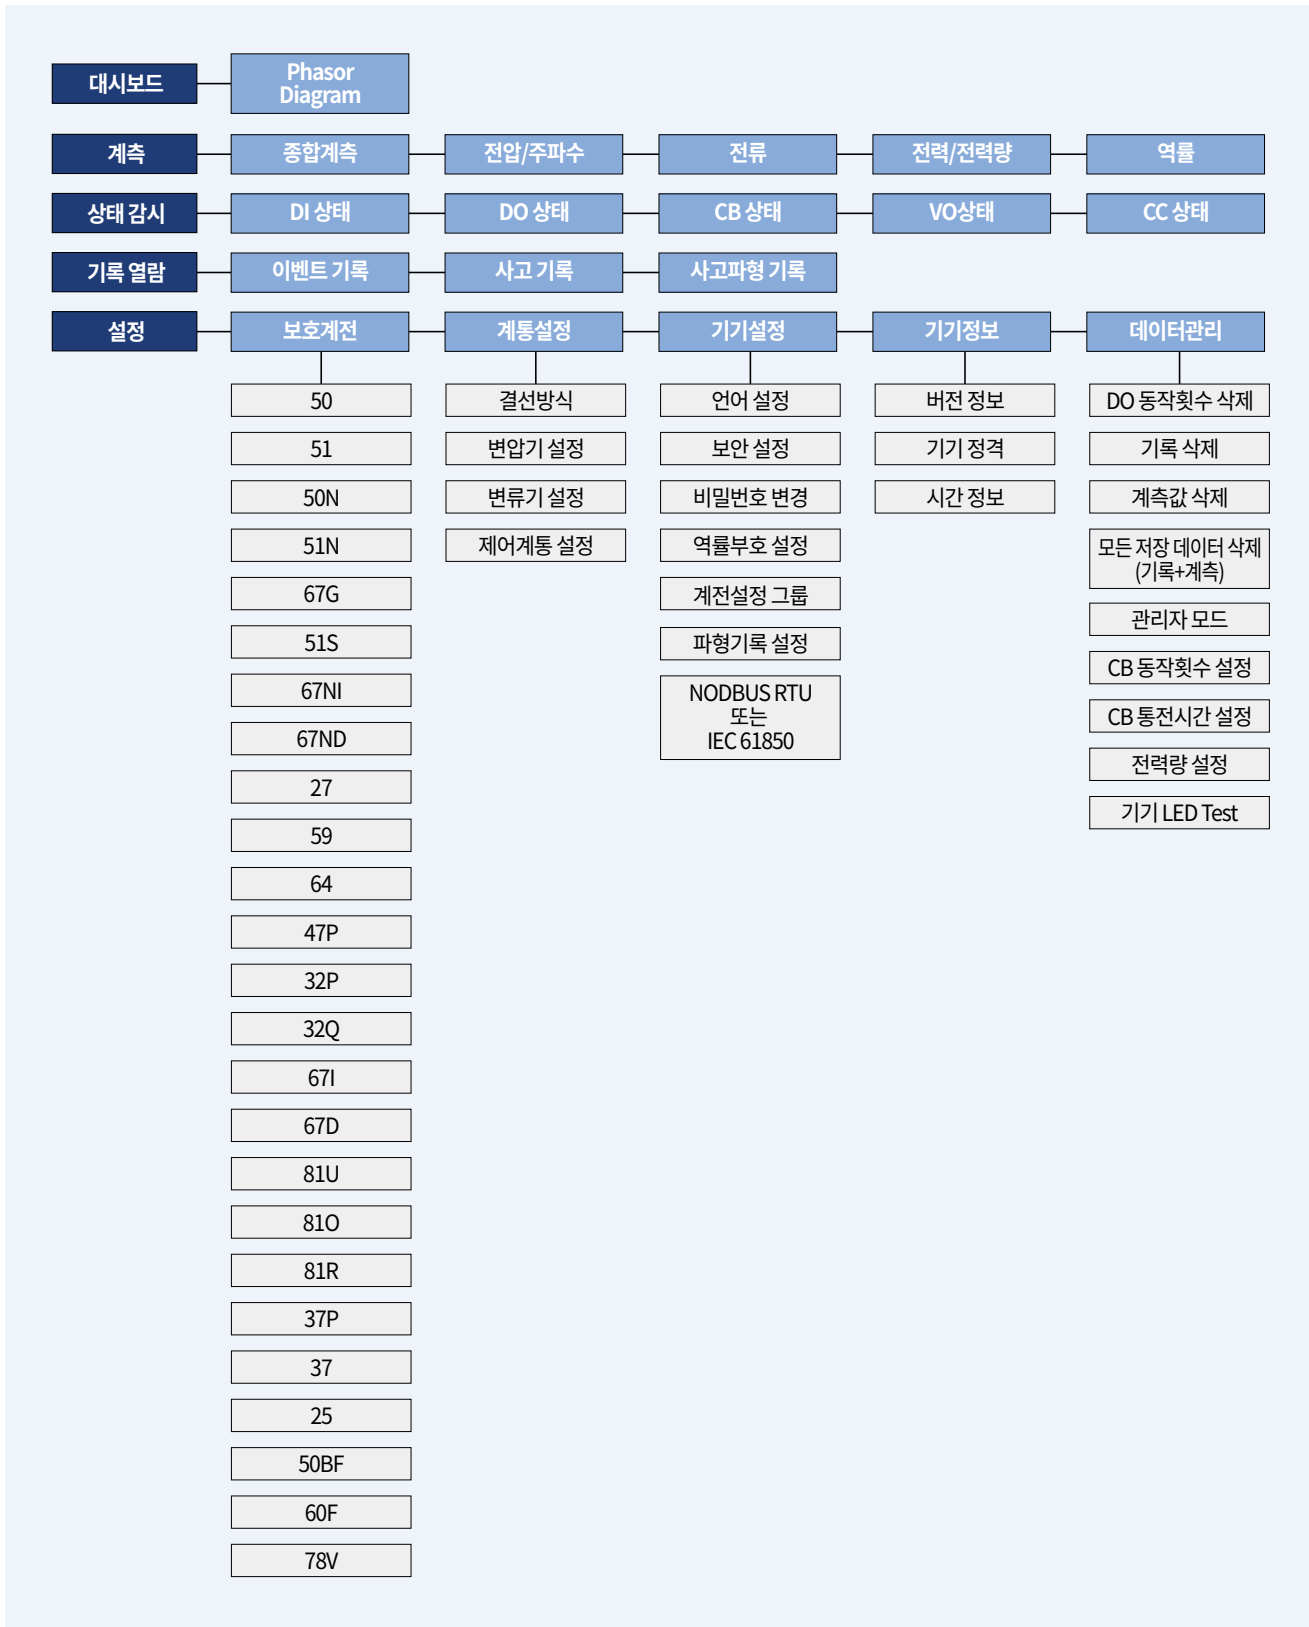 대시보드
Phasor
Diagram
계측
종합계측
전압/주파수
전류
전력/전력량
역률
상태 감시
DI 상태
DO 상태
CB 상태
VO상태
CC 상태
기록 열람
이벤트 기록
사고 기록
사고파형 기록
설정
보호계전
계통설정
기기설정
기기정보
데이터관리
50
51
50N
51N
67G
51S
67NI
67ND
27
59
64
47P
32P
32Q
67I
67D
81U
81O
81R
37P
37
25
50BF
60F
78V
결선방식
변압기 설정
변류기 설정
제어계통 설정
언어 설정
보안 설정
비밀번호 변경
역률부호 설정
계전설정 그룹
파형기록 설정
NODBUS RTU
또는
IEC 61850
버전 정보
기기 정격
시간 정보
DO 동작횟수 삭제
기록 삭제
계측값 삭제
모든 저장 데이터 삭제
(기록+계측)
관리자 모드
CB 동작횟수 설정
CB 통전시간 설정
전력량 설정
기기 LED Test